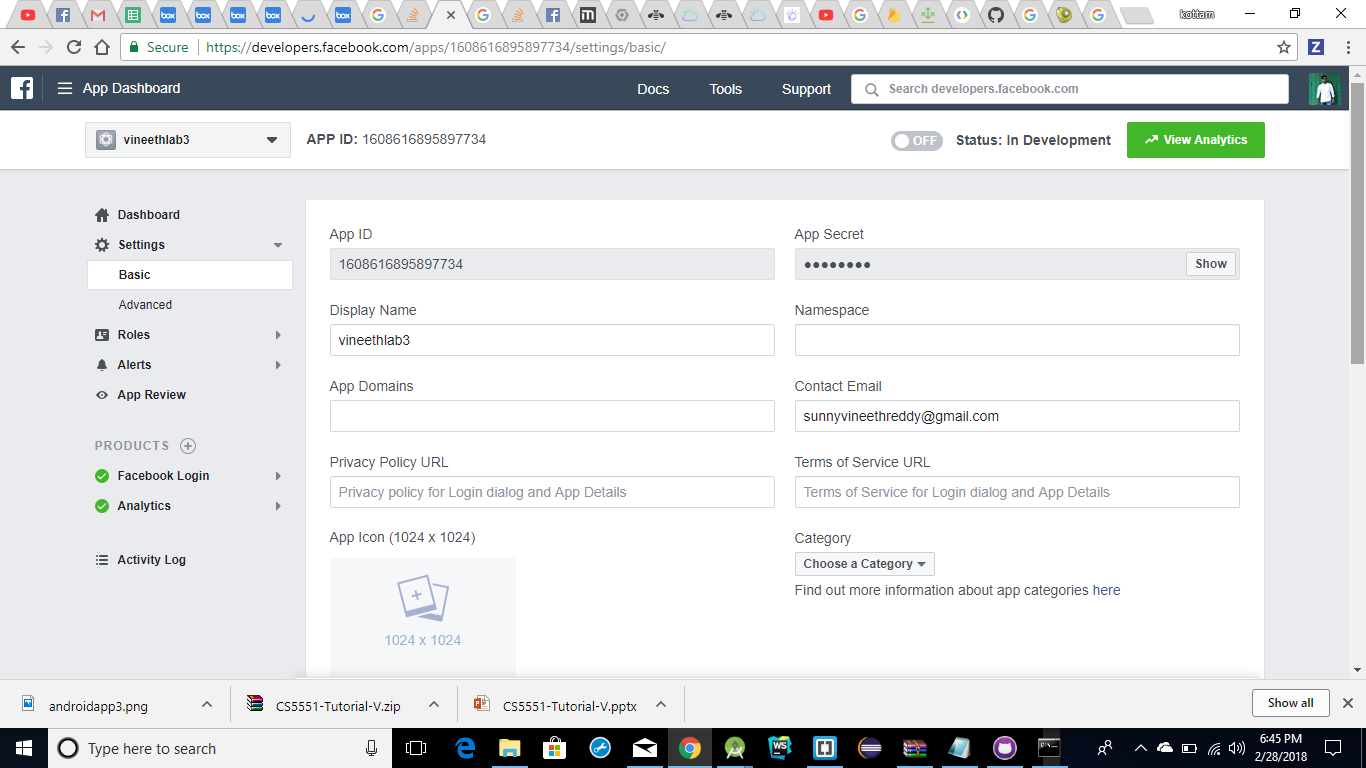 kottam
Secure https://developers.facebook.com/apps/1608616895897734/settings/basic/
App Dashboard Docs Tools Support Search developers.facebook.com
vineethlab3 APP ID: 1608616895897734 OFF Status: In Development View Analytics
Dashboard
Settings
Basic
Advanced
Roles
Alerts
App Review
PRODUCTS
Facebook Login
Analytics
Activity Log
App ID
1608616895897734
App Secret
●●●●●●●● Show
Display Name
vineethlab3
Namespace
App Domains
Contact Email
sunnyvineethreddy@gmail.com
Privacy Policy URL
Privacy policy for Login dialog and App Details
Terms of Service URL
Terms of Service for Login dialog and App Details
App Icon (1024 x 1024)
1024 x 1024
Category
Choose a Category
Find out more information about app categories here
androidapp3.png CS5551-Tutorial-V.zip CS5551-Tutorial-V.pptx Show all
Type here to search
6:45 PM
2/28/2018